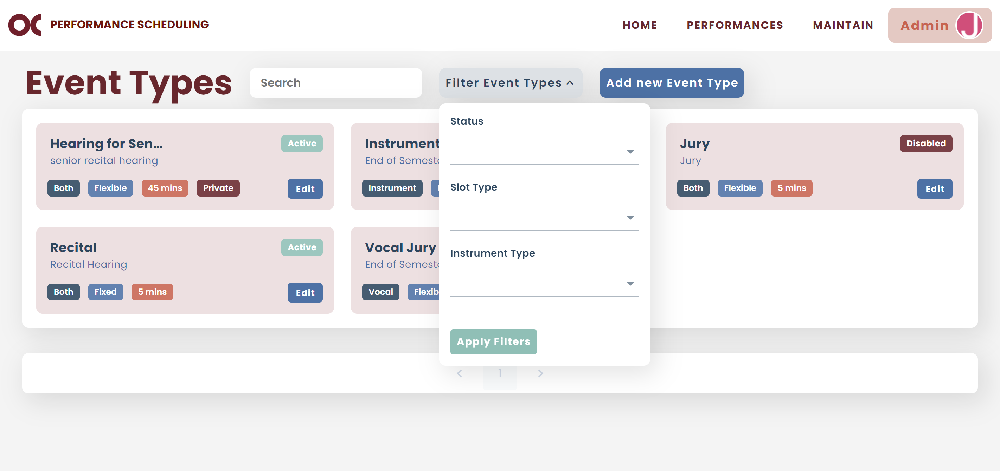 OC PERFORMANCE SCHEDULING
HOME PERFORMANCES MAINTAIN Admin J
Event Types Search Filter Event Types Add new Event Type
Hearing for Sen... Active
senior recital hearing
Both Flexible 45 mins Private Edit
Instrument
End of Semeste
Instrument
Jury Disabled
Jury
Both Flexible 5 mins Edit
Recital Active
Recital Hearing
Both Fixed 5 mins Edit
Vocal Jury
End of Semeste
Vocal Flexib
Status
Slot Type
Instrument Type
Apply Filters
1